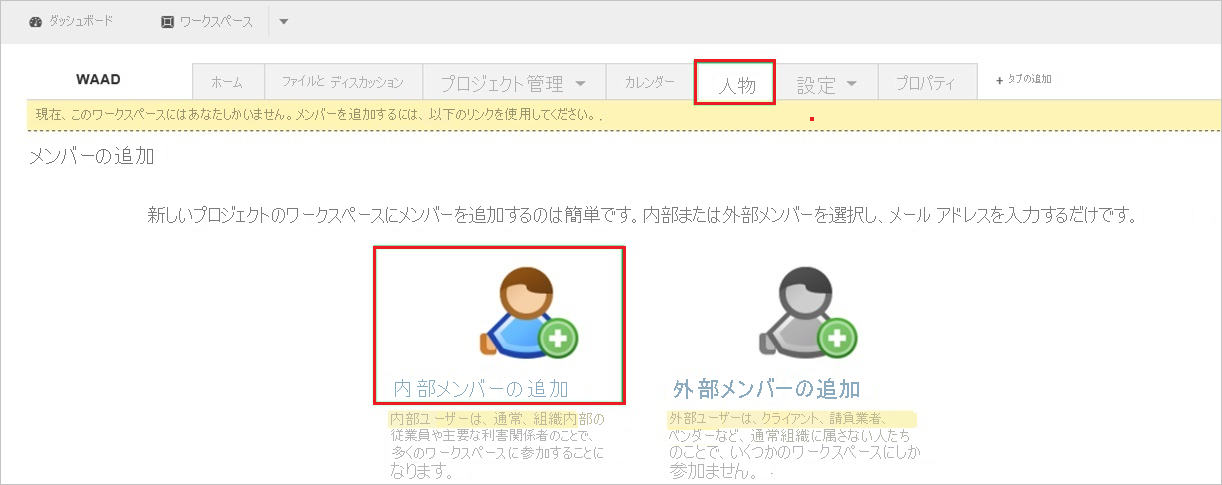 ダッシュボード ワークスペース
WAAD ホーム ファイルと ディスカッション プロジェクト管理 カレンダー 人物 設定 プロパティ + タブの追加
現在、このワークスペースにはあなたしかいません。メンバーを追加するには、以下のリンクを使用してください。.
メンバーの追加
新しいプロジェクトのワークスペースにメンバーを追加するのは簡単です。内部または外部メンバーを選択し、メール アドレスを入力するだけです。
内部メンバーの追加
内部ユーザーは、通常、組織内部の
従業員や主要な利害関係者のことで、
多くのワークスペースに参加することに
なります。
外部メンバーの追加
外部ユーザーは、クライアント、請負業者、
ベンダーなど、通常組織に属さない人たち
のことで、いくつかのワークスペースにしか
参加ません。.